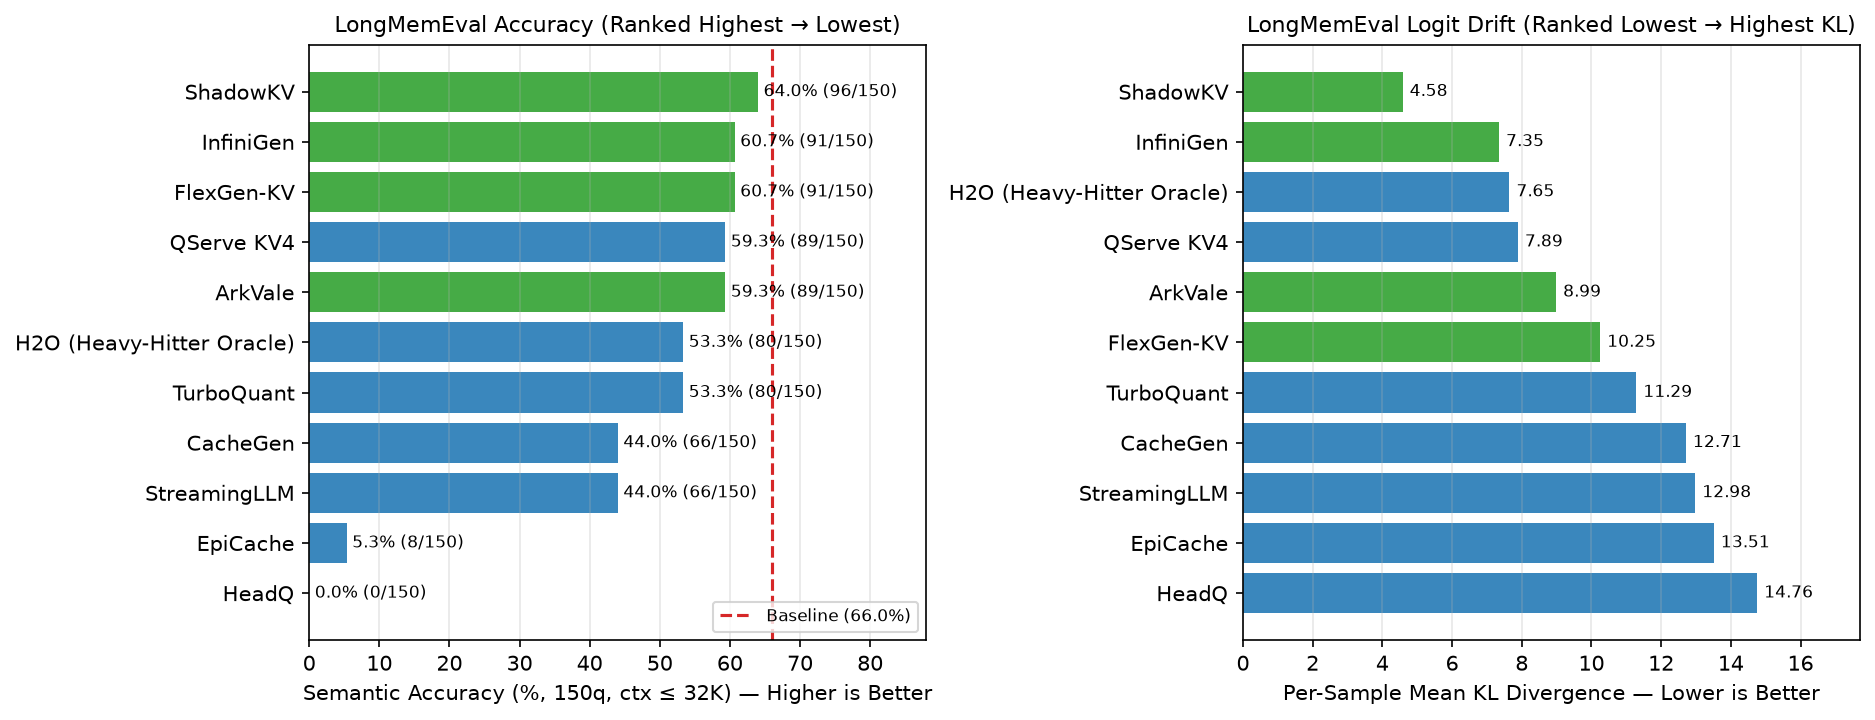 LongMemEval Accuracy (Ranked Highest → Lowest)
ShadowKV 64.0% (96/150)
InfiniGen 60.7% (91/150)
FlexGen-KV 60.7% (91/150)
QServe KV4 59.3% (89/150)
ArkVale 59.3% (89/150)
H2O (Heavy-Hitter Oracle) 53.3% (80/150)
TurboQuant 53.3% (80/150)
CacheGen 44.0% (66/150)
StreamingLLM 44.0% (66/150)
EpiCache 5.3% (8/150)
HeadQ 0.0% (0/150)
Baseline (66.0%)
0 10 20 30 40 50 60 70 80
Semantic Accuracy (%, 150q, ctx ≤ 32K) — Higher is Better
LongMemEval Logit Drift (Ranked Lowest → Highest KL)
ShadowKV 4.58
InfiniGen 7.35
H2O (Heavy-Hitter Oracle) 7.65
QServe KV4 7.89
ArkVale 8.99
FlexGen-KV 10.25
TurboQuant 11.29
CacheGen 12.71
StreamingLLM 12.98
EpiCache 13.51
HeadQ 14.76
0 2 4 6 8 10 12 14 16
Per-Sample Mean KL Divergence — Lower is Better